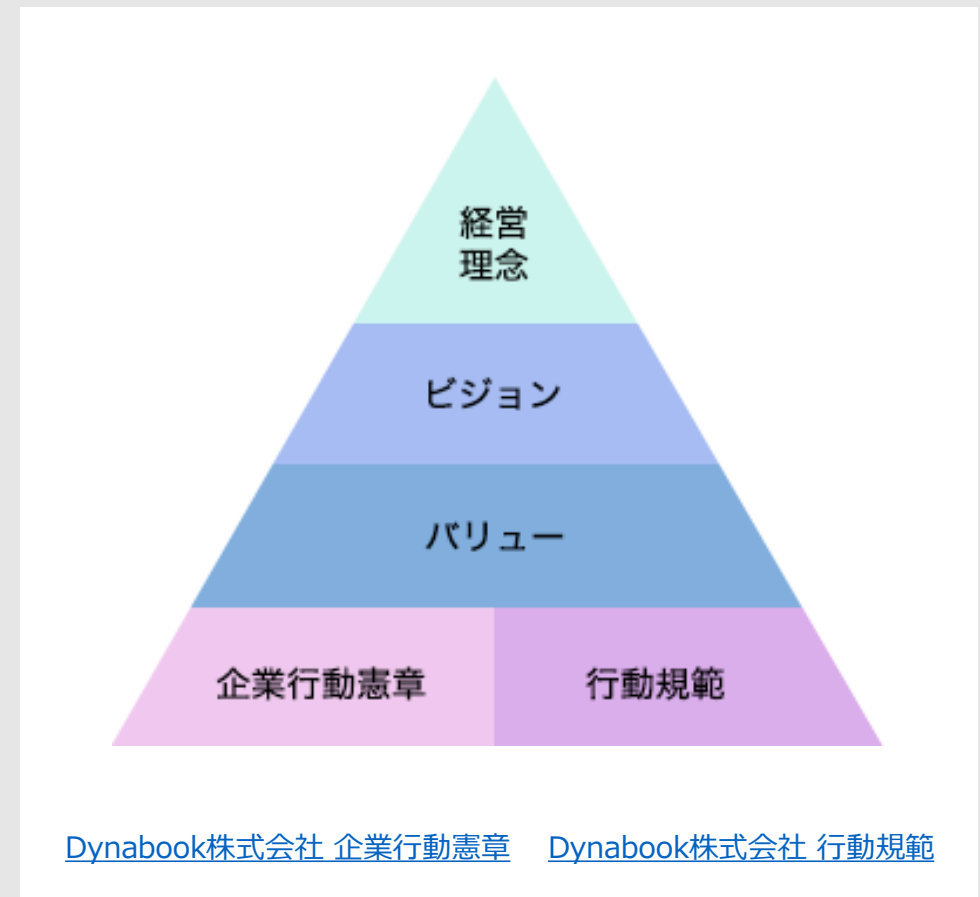 経営
理念
ビジョン
バリュー
企業行動憲章 行動規範
Dynabook株式会社 企業行動憲章 Dynabook株式会社 行動規範